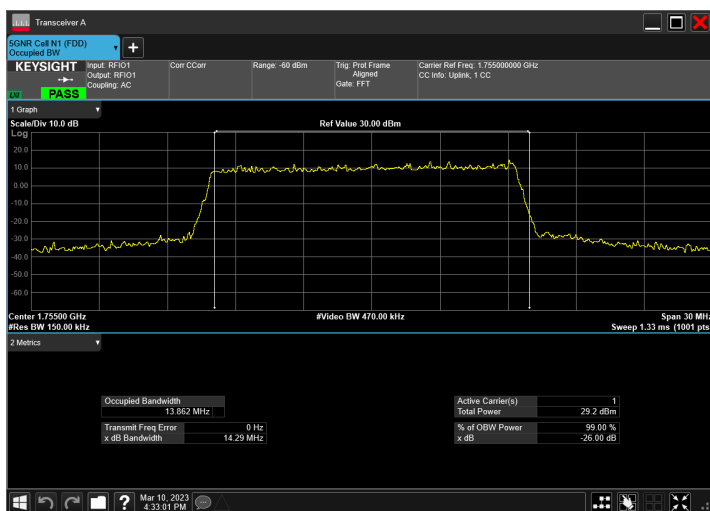 Transceiver A
5GNR Cell N1 (FDD)
Occupied BW
KEYSIGHT
LXI
PASS
Input: RFIO1
Output: RFIO1
Coupling: AC
Corr CCorr
Range: -60 dBm
Trig: Prot Frame
Aligned
Gate: FFT
Carrier Ref Freq: 1.755000000 GHz
CC Info: Uplink, 1 CC
1 Graph
Scale/Div 10.0 dB
Ref Value 30.00 dBm
Log
20.0
10.0
0.00
-10.0
-20.0
-30.0
-40.0
-50.0
-60.0
Center 1.75500 GHz
#Video BW 470.00 kHz
Span 30 MHz
#Res BW 150.00 kHz
Sweep 1.33 ms (1001 pts
2 Metrics
Occupied Bandwidth
13.862 MHz
Transmit Freq Error 0 Hz
x dB Bandwidth 14.29 MHz
Active Carrier(s) 1
Total Power 29.2 dBm
% of OBW Power 99.00 %
x dB -26.00 dB
?
Mar 10, 2023
4:33:01 PM